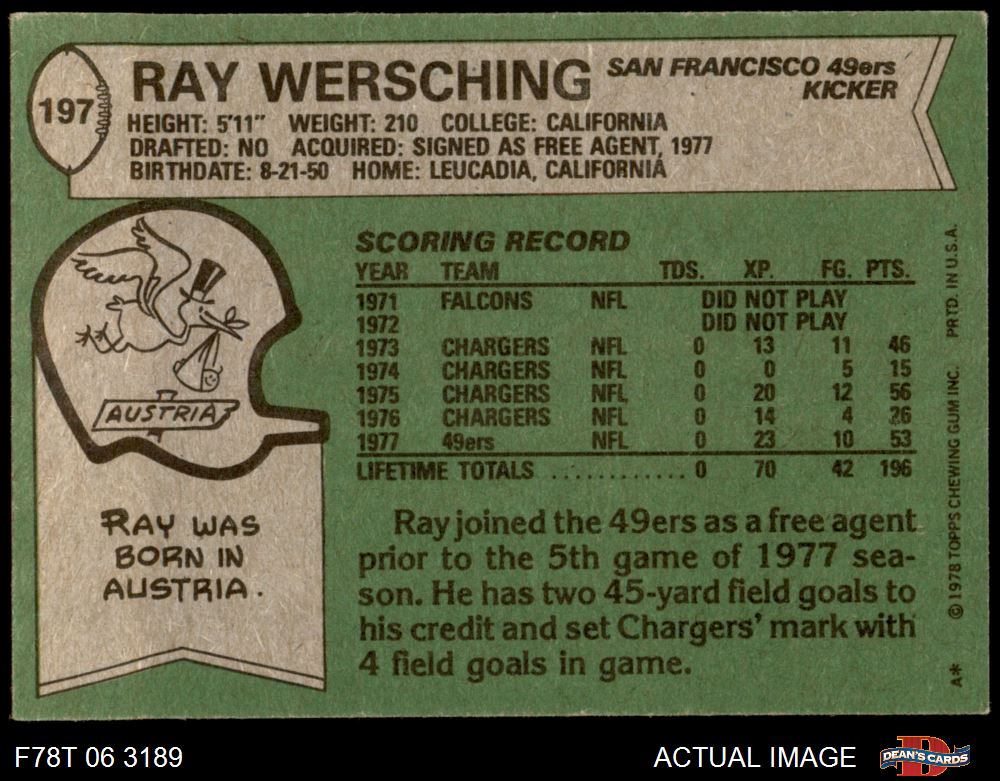 197
RAY WERSCHING
SAN FRANCISCO 49ers
KICKER
HEIGHT: 5'11" WEIGHT: 210 COLLEGE: CALIFORNIA
DRAFTED: NO ACQUIRED: SIGNED AS FREE AGENT, 1977
BIRTHDATE: 8-21-50 HOME: LEUCADIA, CALIFORNIA
AUSTRIA
RAY WAS
BORN IN
AUSTRIA.
SCORING RECORD
YEAR TEAM TDS. XP. FG. PTS.
1971 FALCONS NFL DID NOT PLAY
1972 DID NOT PLAY
1973 CHARGERS NFL 0 13 11 46
1974 CHARGERS NFL 0 0 5 15
1975 CHARGERS NFL 0 20 12 56
1976 CHARGERS NFL 0 14 4 26
1977 49ers NFL 0 23 10 53
LIFETIME TOTALS ............ 0 70 42 196
Ray joined the 49ers as a free agent
prior to the 5th game of 1977 sea-
son. He has two 45-yard field goals to
his credit and set Chargers' mark with
4 field goals in game.
A* © 1978 TOPPS CHEWING GUM INC. PRTD. IN U.S.A.
F78T 06 3189
ACTUAL IMAGE
D
DEAN'S CARDS